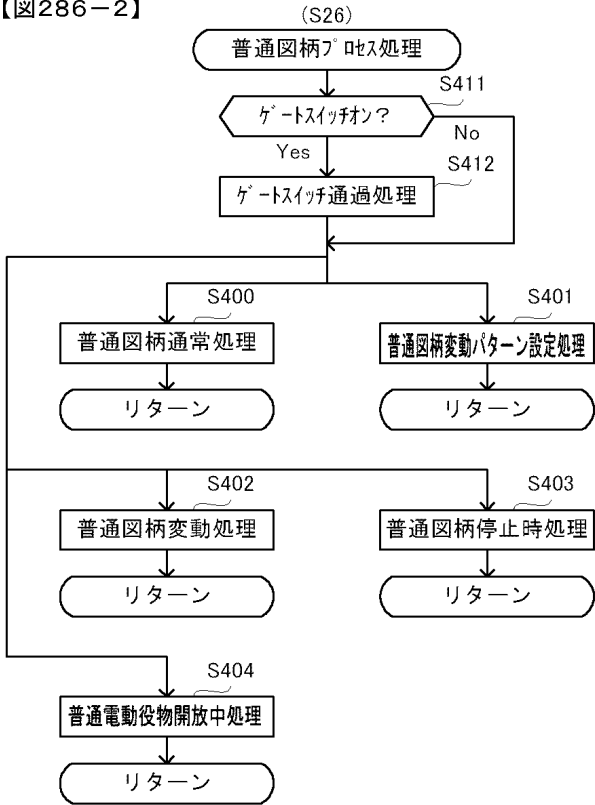 【図286－2】
(S26)
普通図柄プロセス処理
S411
ゲートスイッチオン？
No
Yes
S412
ゲートスイッチ通過処理
S400
S401
普通図柄通常処理
普通図柄変動パターン設定処理
リターン
リターン
S402
S403
普通図柄変動処理
普通図柄停止時処理
リターン
リターン
S404
普通電動役物開放中処理
リターン